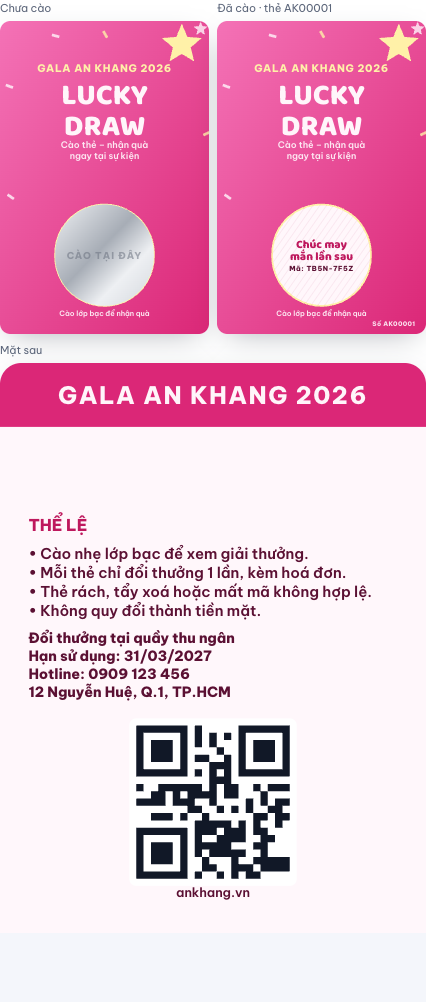 Chưa cào
GALA AN KHANG 2026
LUCKY
DRAW
Cào thẻ – nhận quà
ngay tại sự kiện
CÀO TẠI ĐÂY
Cào lớp bạc để nhận quà
Đã cào · thẻ AK00001
GALA AN KHANG 2026
LUCKY
DRAW
Cào thẻ – nhận quà
ngay tại sự kiện
Chúc may
mắn lần sau
Mã: TB5N-7F5Z
Cào lớp bạc để nhận quà
Số AK00001
Mặt sau
GALA AN KHANG 2026
THỂ LỆ
• Cào nhẹ lớp bạc để xem giải thưởng.
• Mỗi thẻ chỉ đổi thưởng 1 lần, kèm hoá đơn.
• Thẻ rách, tẩy xoá hoặc mất mã không hợp lệ.
• Không quy đổi thành tiền mặt.
Đổi thưởng tại quầy thu ngân
Hạn sử dụng: 31/03/2027
Hotline: 0909 123 456
12 Nguyễn Huệ, Q.1, TP.HCM
ankhang.vn